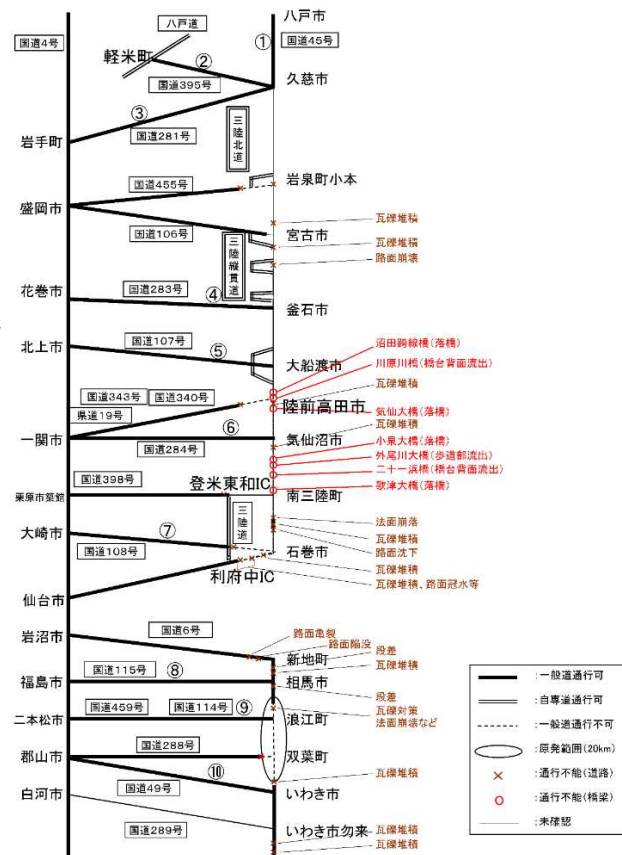 八戸市
国道4号
八戸道
①
国道45号
軽米町
②
国道395号
久慈市
③
国道281号
岩手町
三陸北道
国道455号
岩泉町小本
盛岡市
国道106号
瓦礫堆積
宮古市
瓦礫堆積
三陸縦貫道
路面崩壊
花巻市
国道283号
④
釜石市
北上市
国道107号
⑤
大船渡市
沼田跨線橋(落橋)
川原川橋(橋台背面流出)
国道343号
国道340号
瓦礫堆積
陸前高田市
気仙大橋(落橋)
県道19号
⑥
瓦礫堆積
一関市
気仙沼市
国道284号
小泉大橋(落橋)
外尾川大橋(歩道部流出)
国道398号
登米東和IC
二十一浜橋(橋台背面流出)
栗原市築館
南三陸町
歌津大橋(落橋)
三陸道
法面崩落
大崎市
⑦
瓦礫堆積
国道108号
石巻市
路面沈下
瓦礫堆積
利府中IC
瓦礫堆積、路面冠水等
仙台市
国道6号
岩沼市
路面亀裂
路面陥没
段差
新地町
瓦礫堆積
国道115号
⑧
福島市
相馬市
段差
国道459号
国道114号
⑨
瓦礫対策
二本松市
浪江町
法面崩壊など
国道288号
郡山市
双葉町
⑩
瓦礫堆積
国道49号
白河市
いわき市
国道289号
いわき市勿来
瓦礫堆積
瓦礫堆積
:一般道通行可
:自専道通行可
:一般道通行不可
:原発範囲(20km)
:通行不能(道路)
:通行不能(橋梁)
:未確認